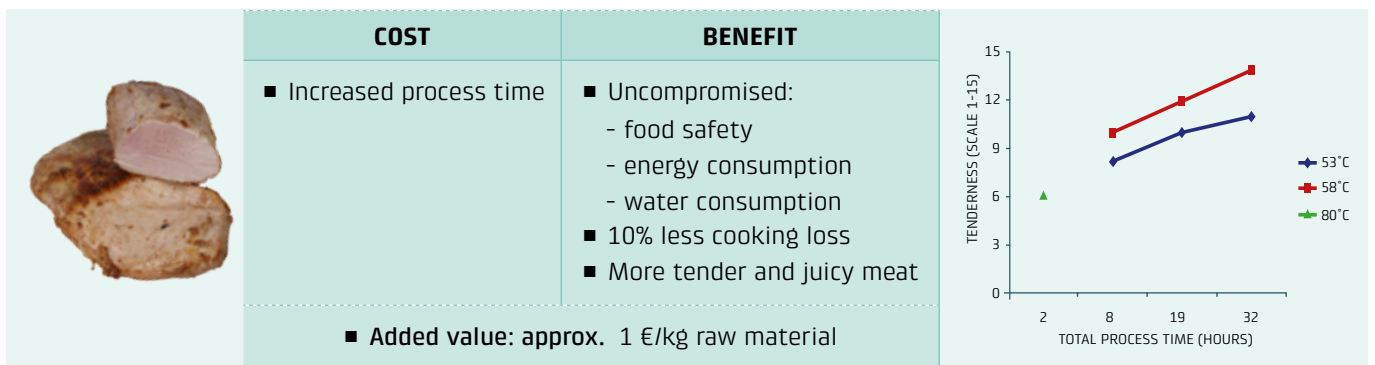 COST
BENEFIT
■ Increased process time
■ Uncompromised:
- food safety
- energy consumption
- water consumption
■ 10% less cooking loss
■ More tender and juicy meat
■ Added value: approx. 1 €/kg raw material
TENDERNESS (SCALE 1-15)
15
12
9
6
3
0
2 8 19 32
TOTAL PROCESS TIME (HOURS)
53˚C
58˚C
80˚C